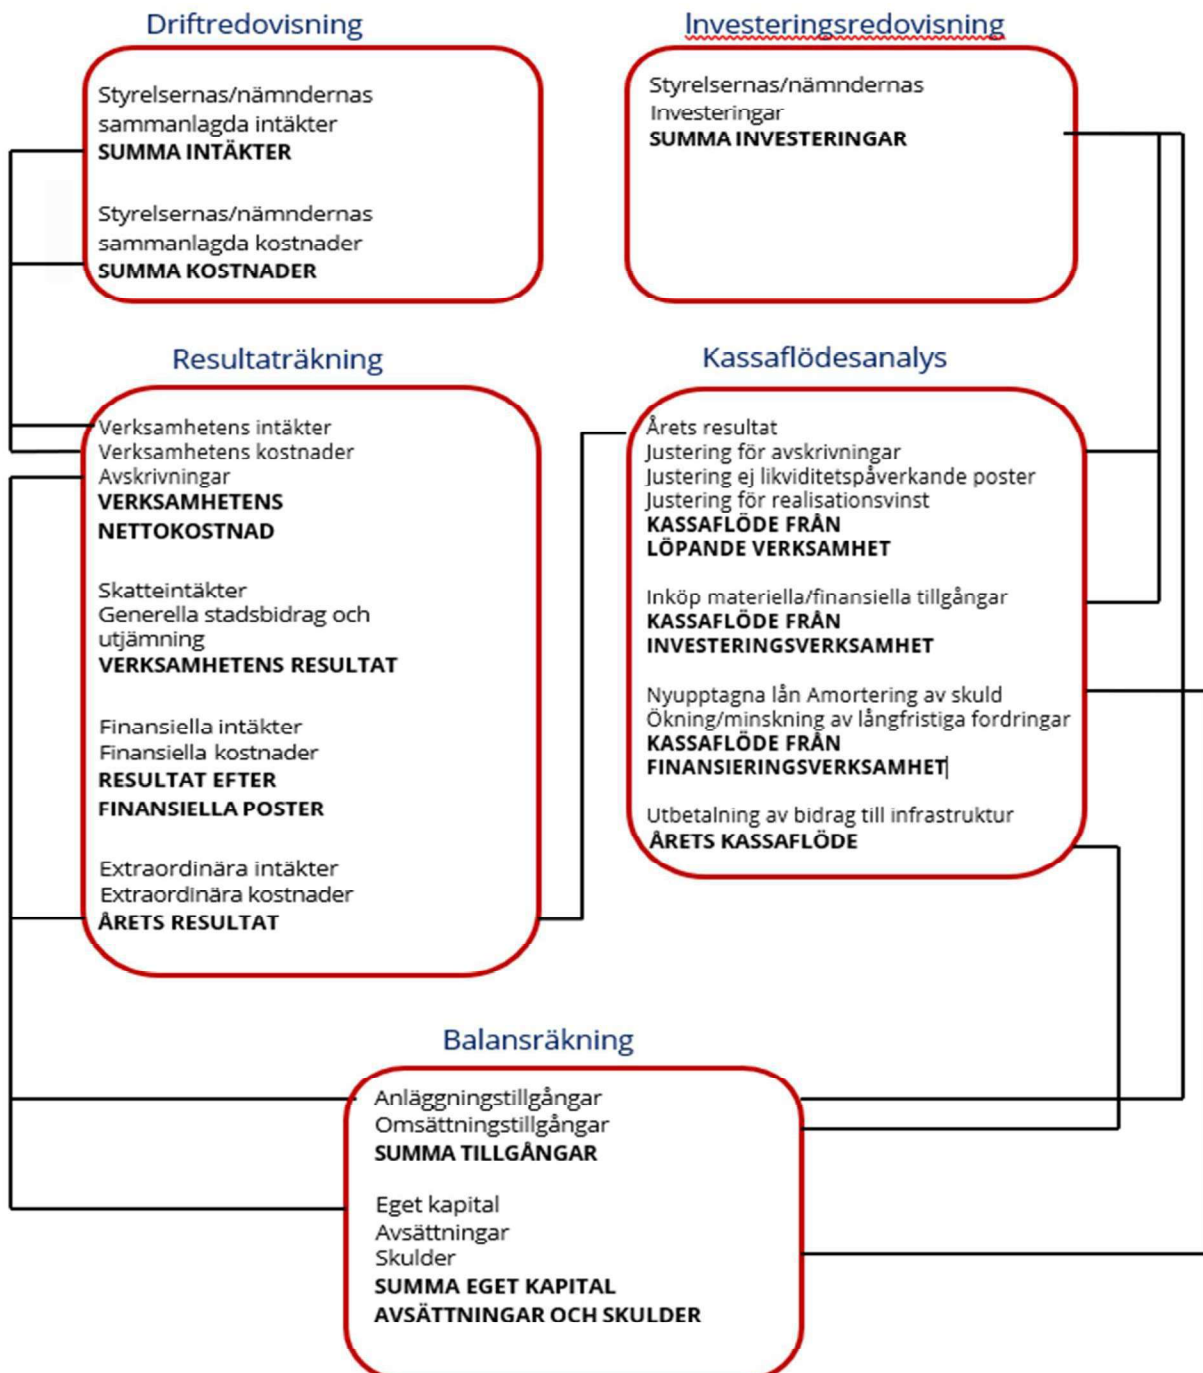 Driftredovisning
Styrelsernas/nämndernas
sammanlagda intäkter
SUMMA INTÄKTER
Styrelsernas/nämndernas
sammanlagda kostnader
SUMMA KOSTNADER
Investeringsredovisning
Styrelsernas/nämndernas
Investeringar
SUMMA INVESTERINGAR
Resultaträkning
Verksamhetens intäkter
Verksamhetens kostnader
Avskrivningar
VERKSAMHETENS
NETTOKOSTNAD
Skatteintäkter
Generella stadsbidrag och
utjämning
VERKSAMHETENS RESULTAT
Finansiella intäkter
Finansiella kostnader
RESULTAT EFTER
FINANSIELLA POSTER
Extraordinära intäkter
Extraordinära kostnader
ÅRETS RESULTAT
Kassaflödesanalys
Årets resultat
Justering för avskrivningar
Justering ej likviditetspåverkande poster
Justering för realisationsvinst
KASSAFLÖDE FRÅN
LÖPANDE VERKSAMHET
Inköp materiella/finansiella tillgångar
KASSAFLÖDE FRÅN
INVESTERINGSVERKSAMHET
Nyupptagna lån Amortering av skuld
Ökning/minskning av långfristiga fordringar
KASSAFLÖDE FRÅN
FINANSIERINGSVERKSAMHET
Utbetalning av bidrag till infrastruktur
ÅRETS KASSAFLÖDE
Balansräkning
Anläggningstillgångar
Omsättningstillgångar
SUMMA TILLGÅNGAR
Eget kapital
Avsättningar
Skulder
SUMMA EGET KAPITAL
AVSÄTTNINGAR OCH SKULDER